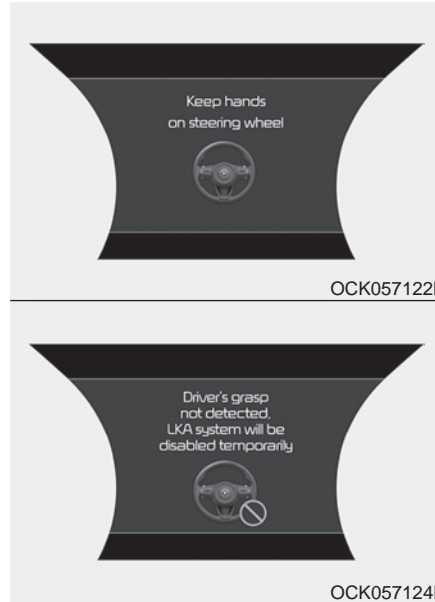 Keep hands
on steering wheel
OCK057122
Driver's grasp
not detected,
LKA system will be
disabled temporarily
OCK057124